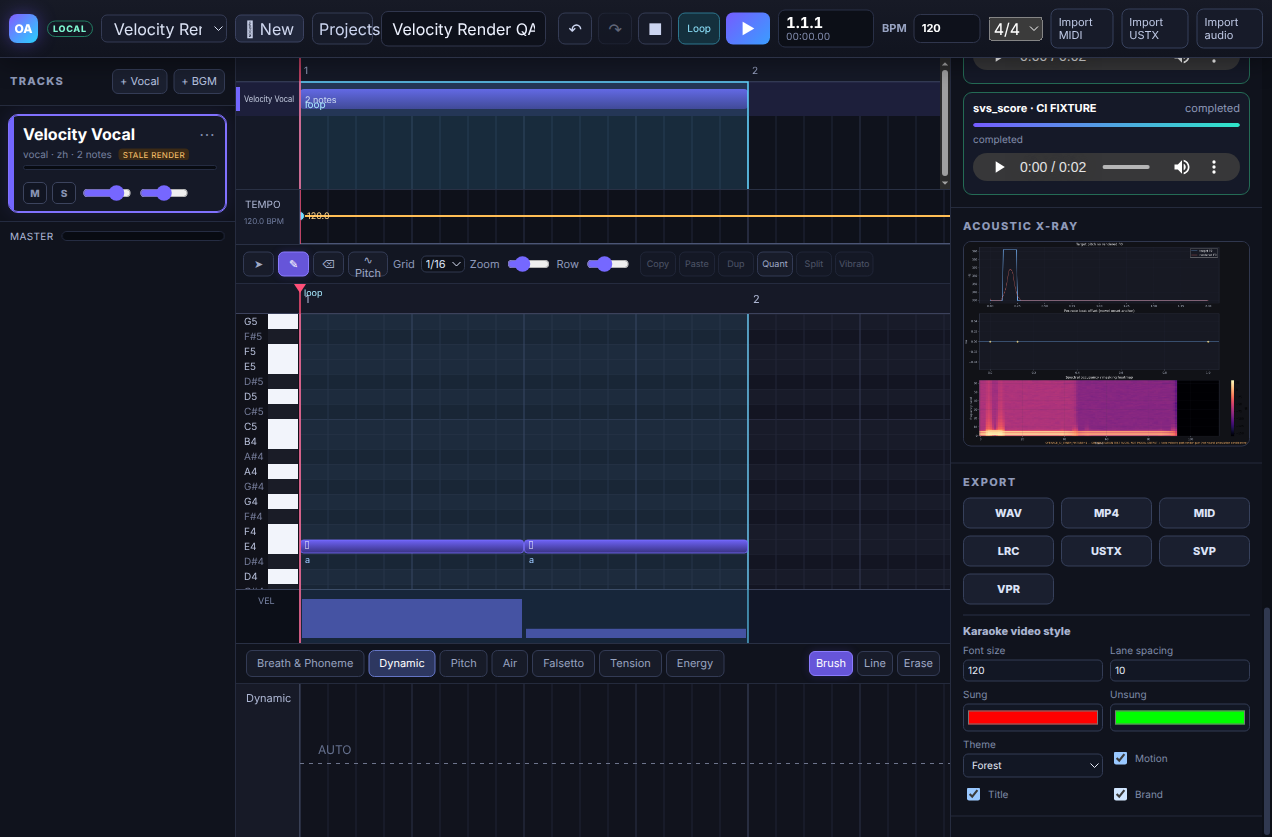 OA LOCAL Velocity Rer New Projects Velocity Render QA Loop 1.1.1 00:00.00 BPM 120 4/4 Import MIDI Import USTX Import audio
TRACKS + Vocal + BGM
Velocity Vocal ...
vocal · zh · 2 notes STALE RENDER
M S
MASTER
1 2
Velocity Vocal 2 notes
loop
TEMPO
120.0 BPM 120.0
Pitch Grid 1/16 Zoom Row Copy Paste Dup Quant Split Vibrato
loop
1 2
G5
F#5
F5
E5
D#5
D5
C#5
C5
B4
A#4
A4
G#4
G4
F#4
F4
E4
D#4 a a
D4
VEL
Breath & Phoneme Dynamic Pitch Air Falsetto Tension Energy Brush Line Erase
Dynamic
AUTO
0:00 / 0:02
svs_score · CI FIXTURE completed
completed
0:00 / 0:02
ACOUSTIC X-RAY
EXPORT
WAV MP4 MID
LRC USTX SVP
VPR
Karaoke video style
Font size Lane spacing
120 10
Sung Unsung
Theme
Forest Motion
Title Brand